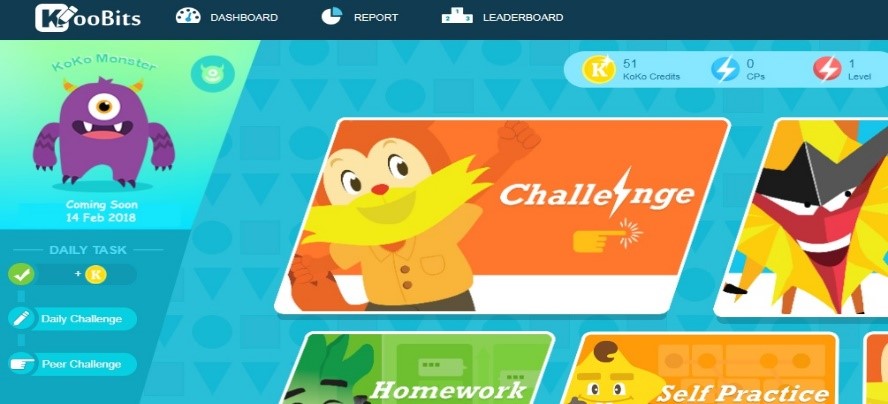 KooBits
DASHBOARD
REPORT
LEADERBOARD
KoKo Monster
Coming Soon
14 Feb 2018
51
KoKo Credits
0
CPs
1
Level
DAILY TASK
+ K
Daily Challenge
Peer Challenge
Challenge
Homework
Self Practice